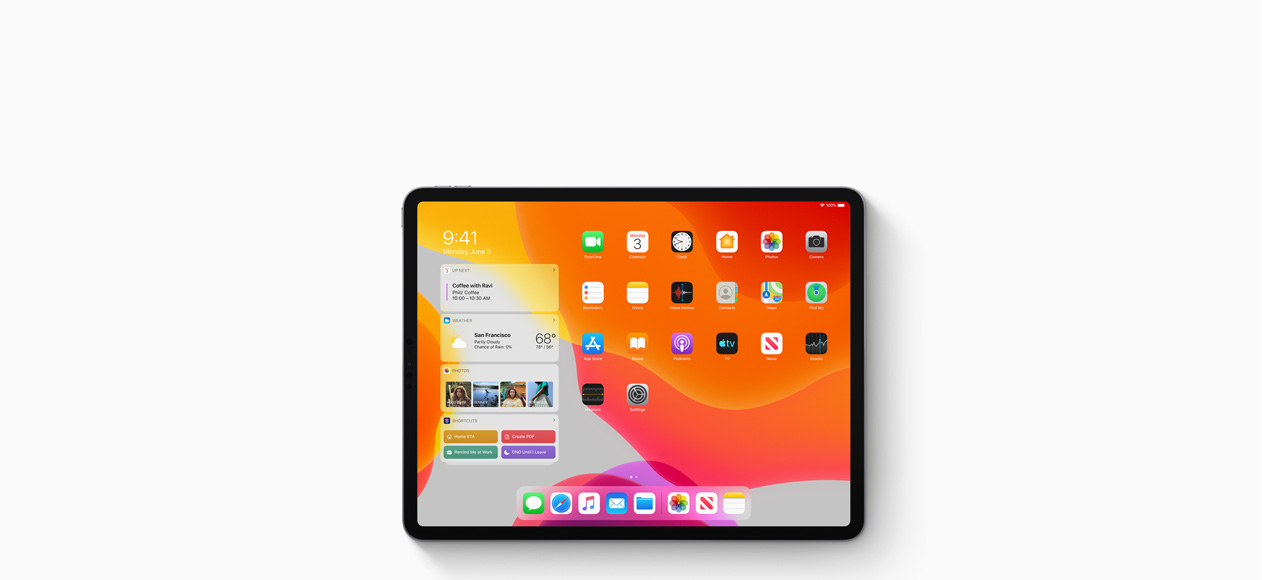 100%
9:41
Monday, June 3
UP NEXT
Coffee with Ravi
Philz Coffee
10:00 – 10:30 AM
WEATHER
San Francisco
Partly Cloudy
Chance of Rain: 0%
68°
PHOTOS
SHORTCUTS
Home ETA
Create PDF
Remind Me at Work
DND Until I Leave
FaceTime
Monday
3
Calendar
Clock
Home
Photos
Camera
Reminders
Notes
Voice Memos
Contacts
Maps
Find My
App Store
Books
Podcasts
tv
TV
News
Stocks
Measure
Settings